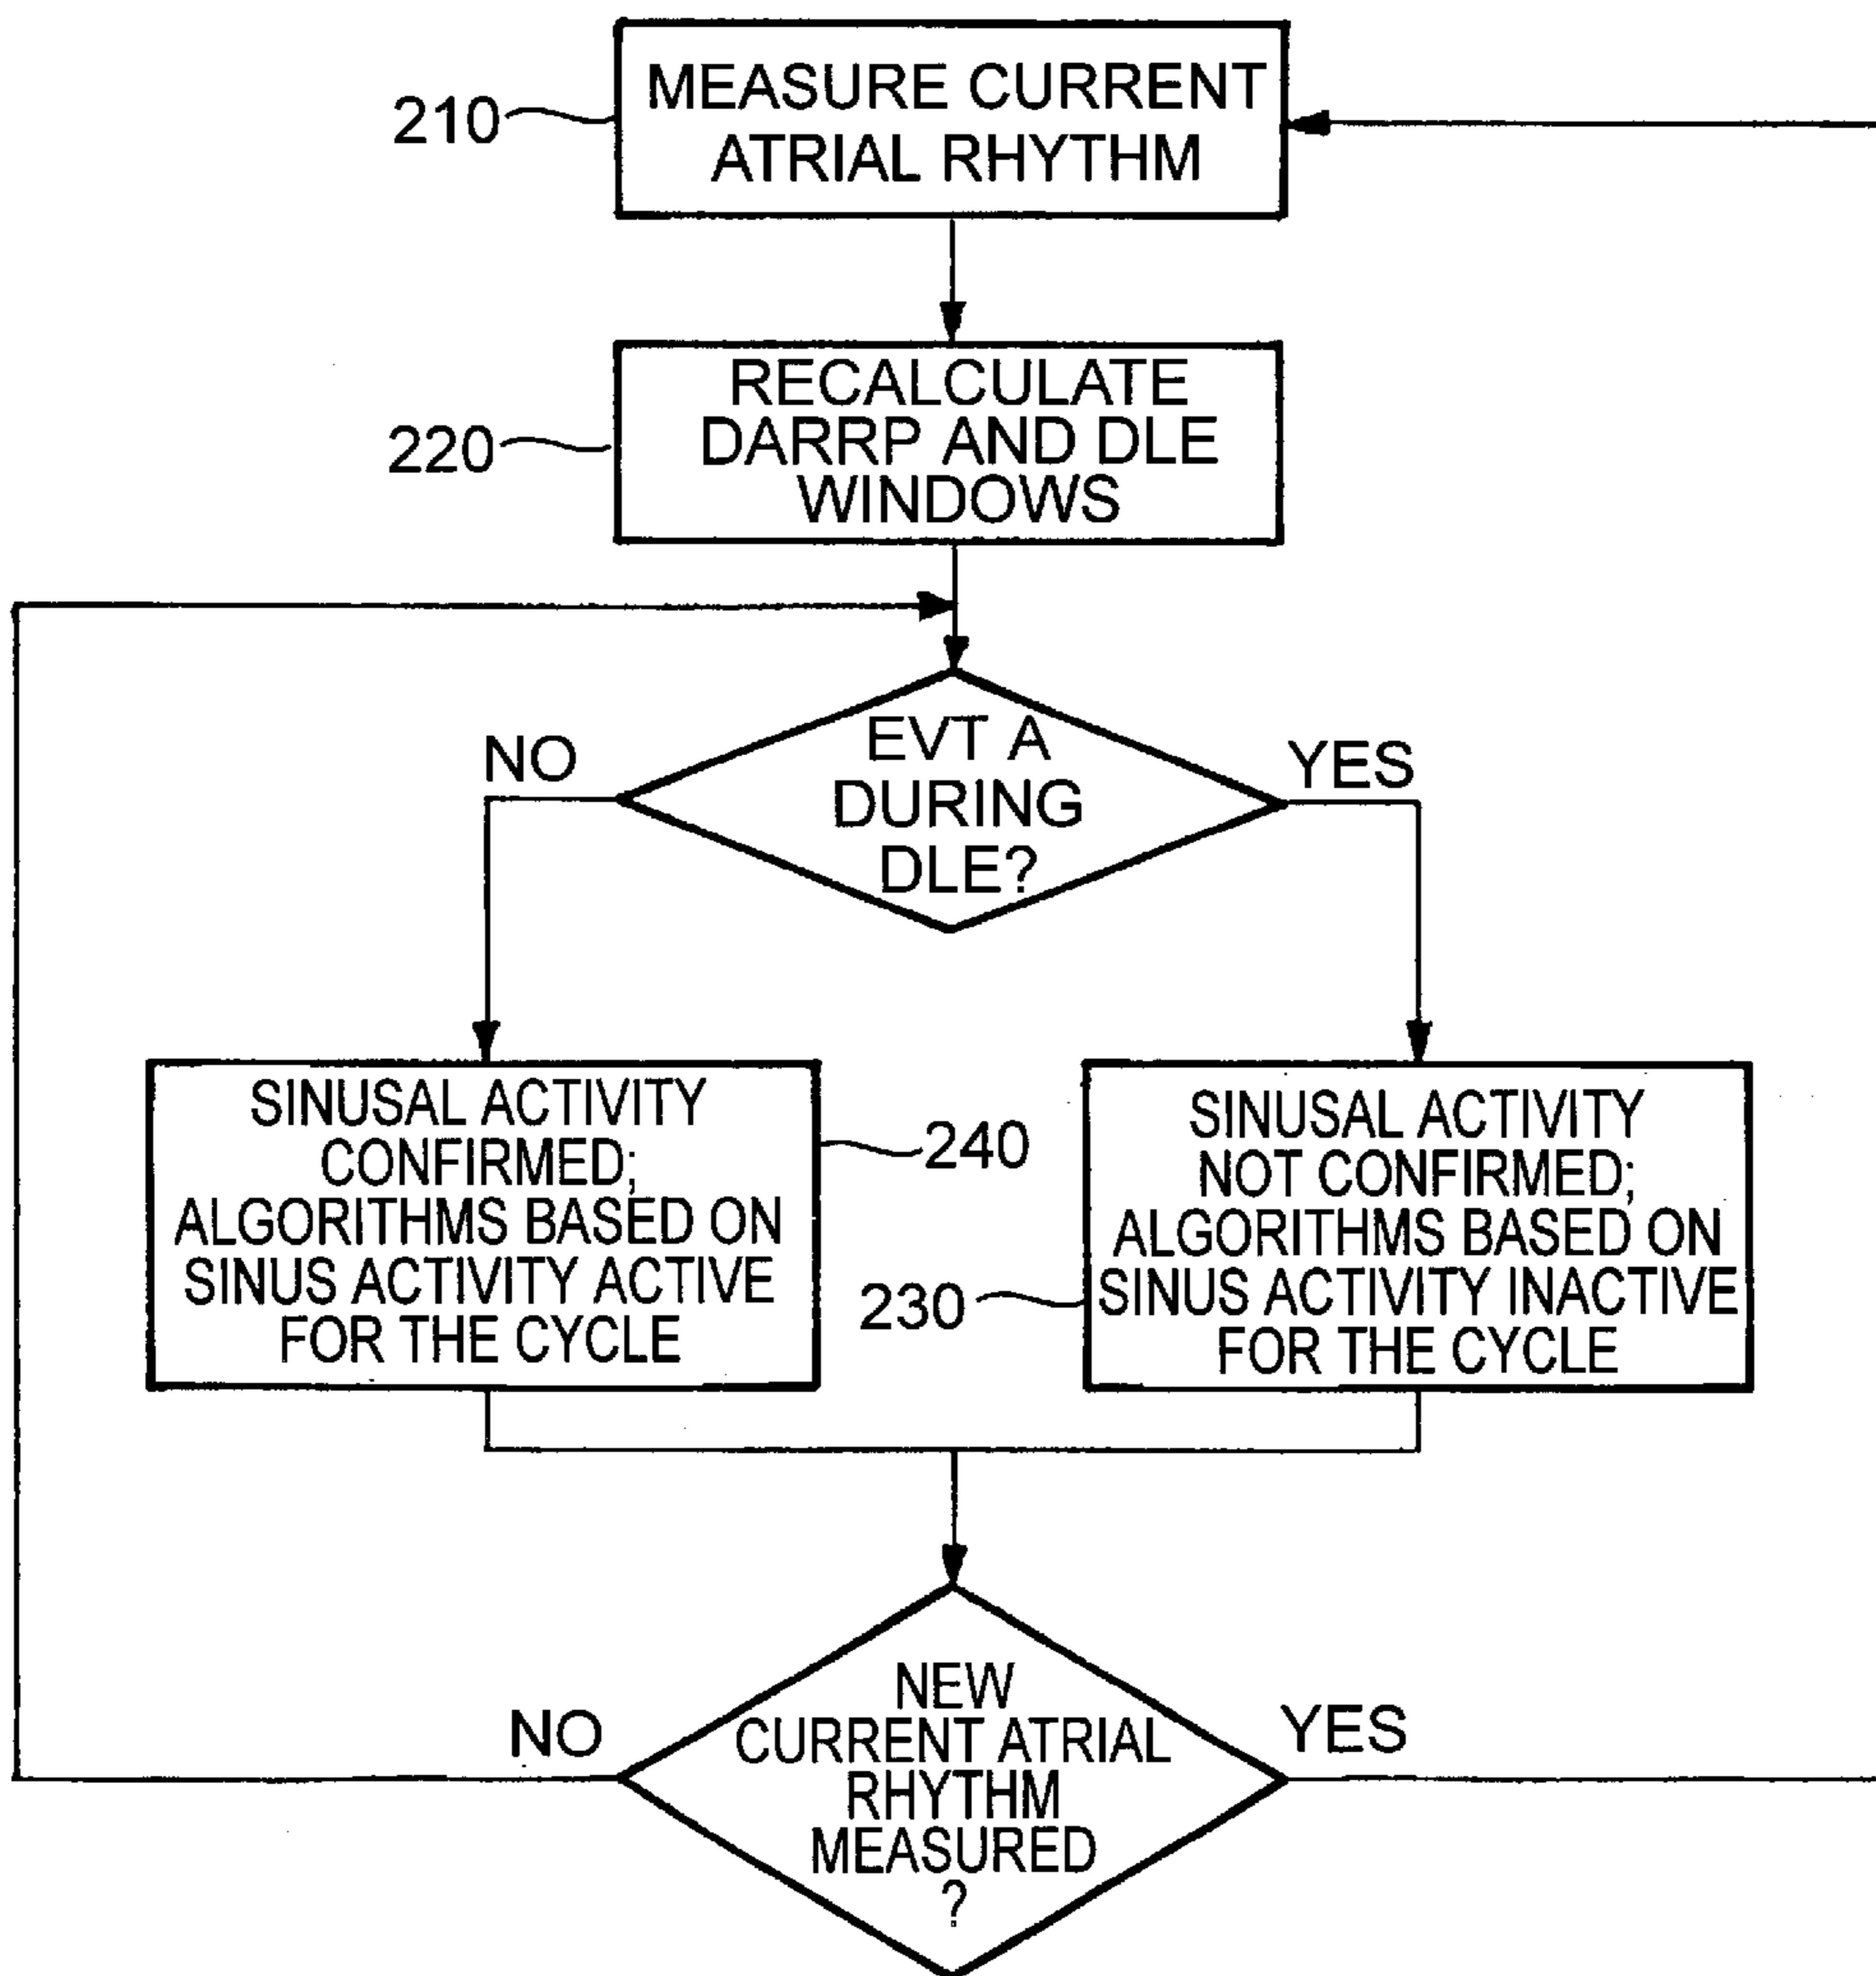 MEASURE CURRENT
ATRIAL RHYTHM
210
RECALCULATE
DARRP AND DLE
WINDOWS
220
EVT A
DURING
DLE?
NO
YES
SINUSAL ACTIVITY
CONFIRMED;
ALGORITHMS BASED ON
SINUS ACTIVITY ACTIVE
FOR THE CYCLE
240
SINUSAL ACTIVITY
NOT CONFIRMED;
ALGORITHMS BASED ON
SINUS ACTIVITY INACTIVE
FOR THE CYCLE
230
NEW
CURRENT ATRIAL
RHYTHM
MEASURED
?
NO
YES